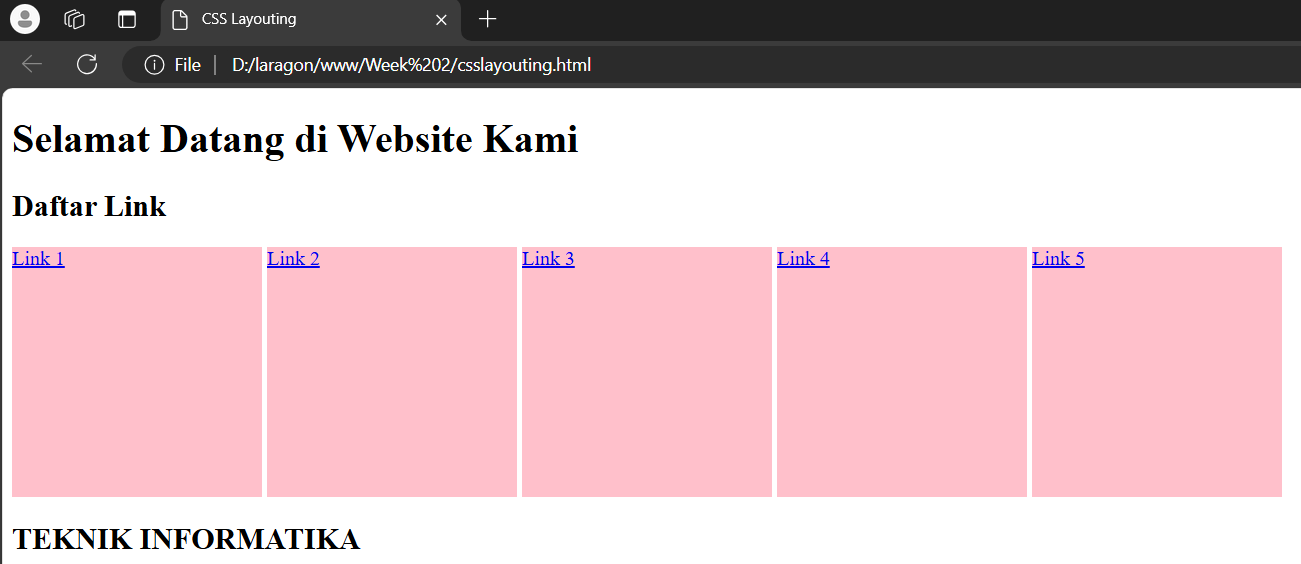 CSS Layouting
File | D:/laragon/www/Week%202/csslayouting.html
Selamat Datang di Website Kami
Daftar Link
Link 1 Link 2 Link 3 Link 4 Link 5
TEKNIK INFORMATIKA